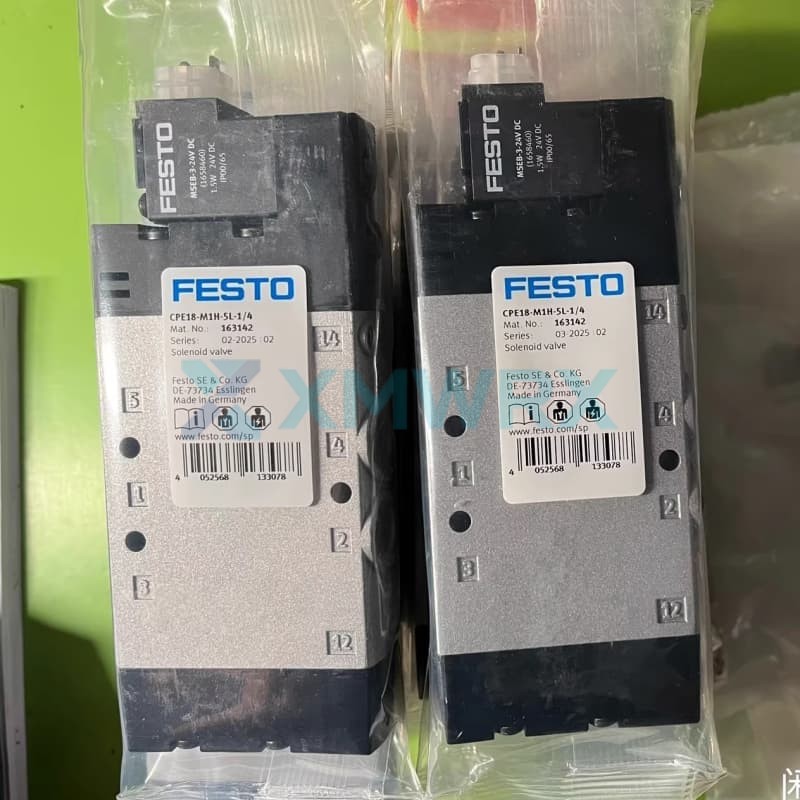 FESTO
MSEB-3-24V DC
(1658460)
1.5W 24V DC
IP00/65
FESTO
CPE18-M1H-5L-1/4
Mat. No.: 163142
Series: 02-2025 : 02
Solenoid valve
Festo SE & Co. KG
DE-73734 Esslingen
Made in Germany
www.festo.com/sp
4 052568 133078
14
5
4
1
2
3
12
FESTO
MSEB-3-24V DC
(1658460)
1.5W 24V DC
IP00/65
FESTO
CPE18-M1H-5L-1/4
Mat. No.: 163142
Series: 03-2025 : 02
Solenoid valve
Festo SE & Co. KG
DE-73734 Esslingen
Made in Germany
www.festo.com/sp
4 052568 133078
14
5
4
1
2
3
12